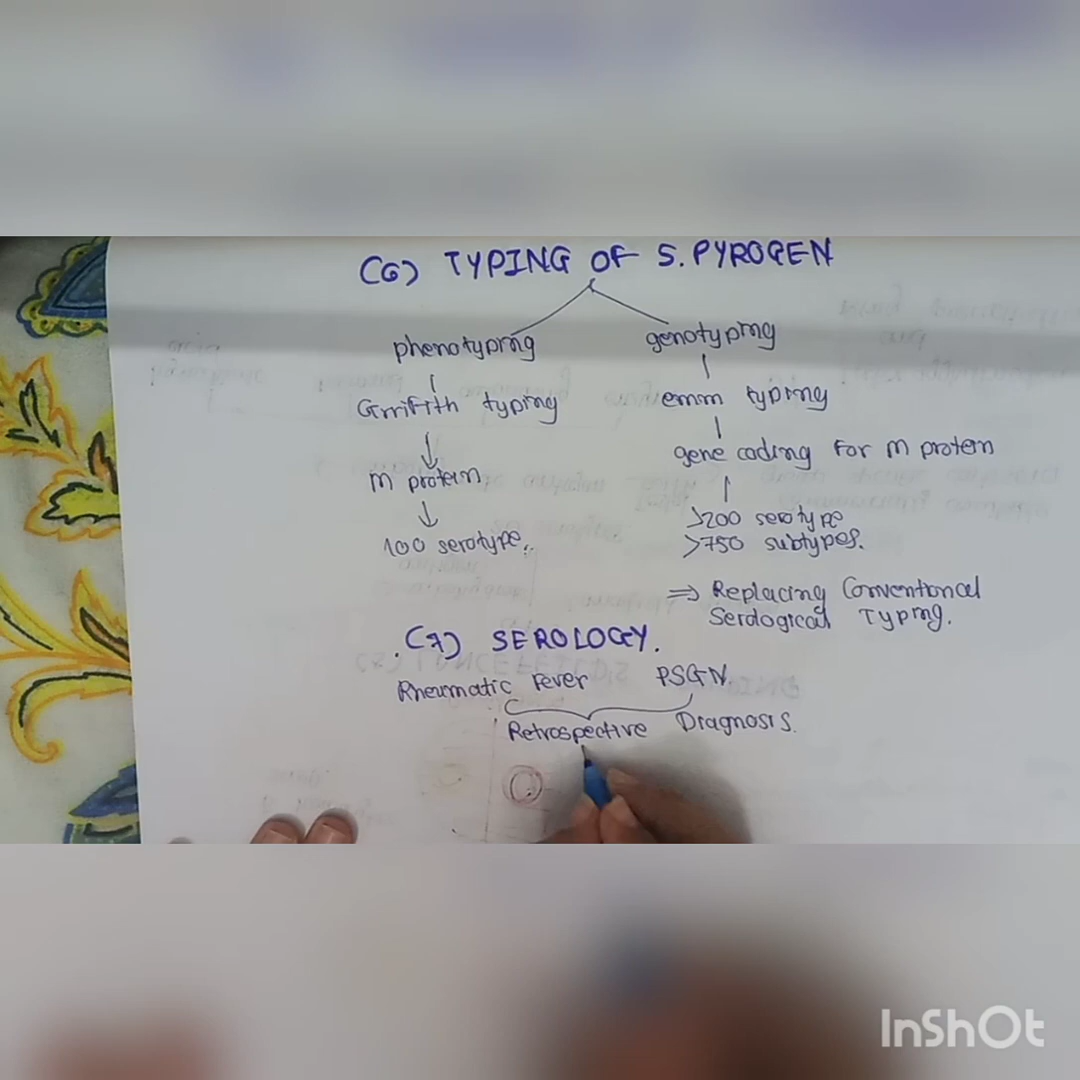 (6) TYPING OF S. PYROGEN
phenotyping genotyping
Griffith typing emm typing
M protein gene coding For M protein
100 serotype. >200 serotype
>750 subtypes.
⇒ Replacing Conventional
Serological Typing.
(7) SEROLOGY.
Rheumatic Fever PSGN.
Retrospective Diagnosis.
InShOt